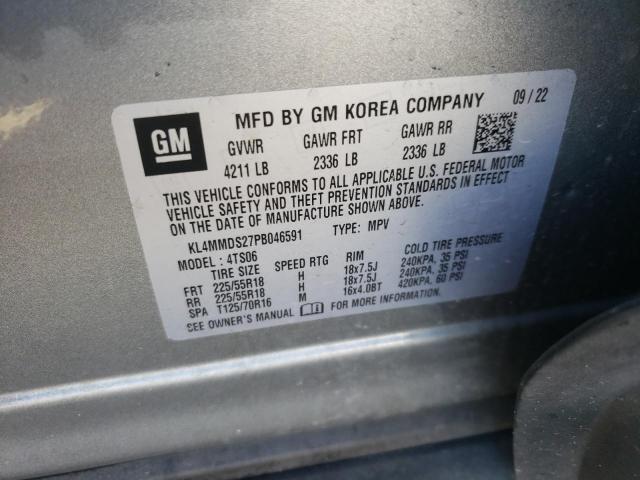 GM
MFD BY GM KOREA COMPANY 09 / 22
GVWR GAWR FRT GAWR RR
4211 LB 2336 LB 2336 LB
THIS VEHICLE CONFORMS TO ALL APPLICABLE U.S. FEDERAL MOTOR
VEHICLE SAFETY AND THEFT PREVENTION STANDARDS IN EFFECT
ON THE DATE OF MANUFACTURE SHOWN ABOVE.
KL4MMDS27PB046591 TYPE: MPV
MODEL: 4TS06
TIRE SIZE SPEED RTG RIM COLD TIRE PRESSURE
FRT 225/55R18 H 18x7.5J 240KPA, 35 PSI
RR 225/55R18 H 18x7.5J 240KPA, 35 PSI
SPA T125/70R16 M 16x4.0BT 420KPA, 60 PSI
SEE OWNER'S MANUAL FOR MORE INFORMATION.